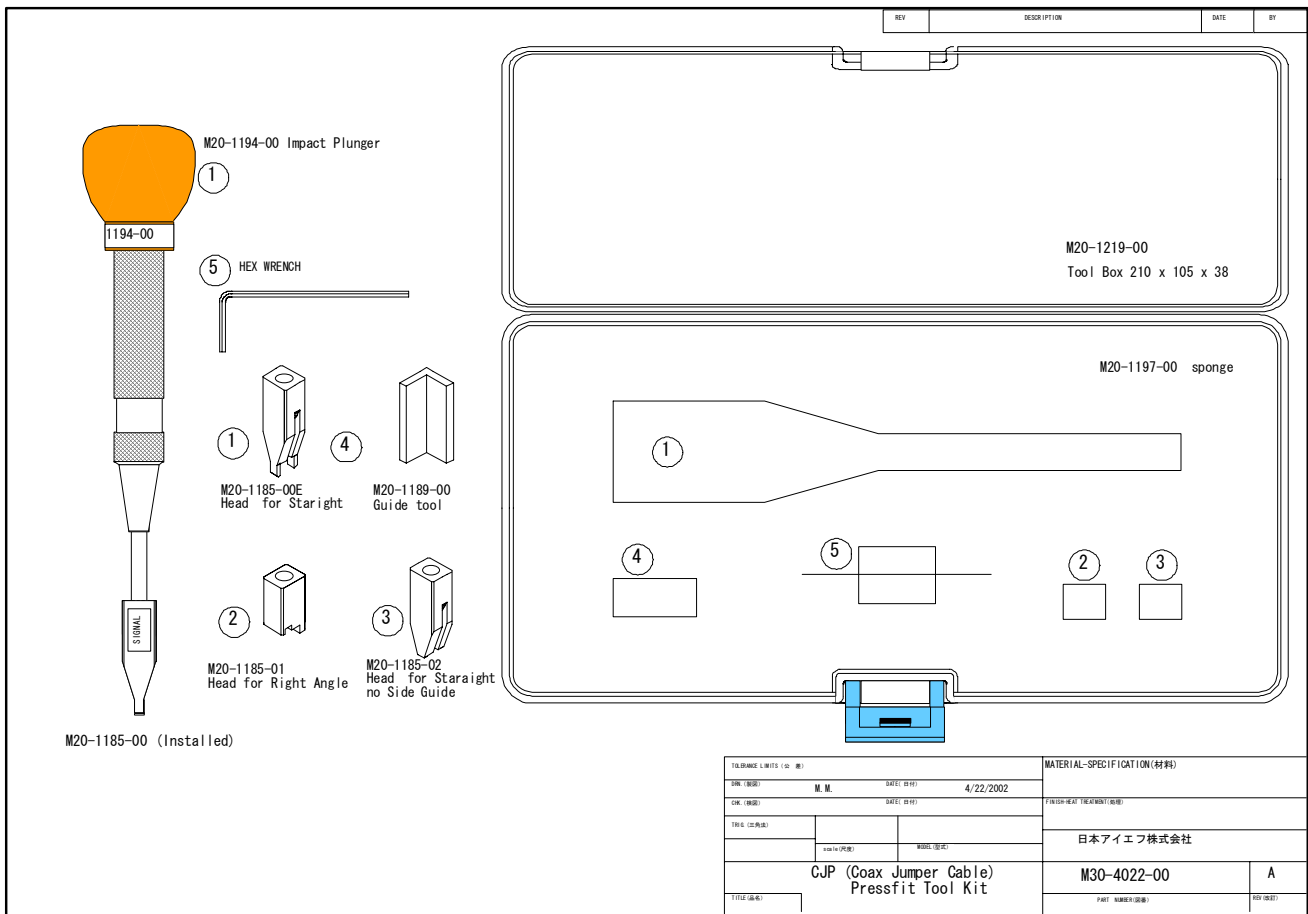 REV DESCRIPTION DATE BY
M20-1194-00 Impact Plunger
1
1194-00
5 HEX WRENCH
M20-1219-00
Tool Box 210 x 105 x 38
M20-1197-00 sponge
1
1
4
M20-1185-00E
Head for Staright
M20-1189-00
Guide tool
4
5
2
3
2
3
SIGNAL
M20-1185-01
Head for Right Angle
M20-1185-02
Head for Staraight
no Side Guide
M20-1185-00 (Installed)
TOLERANCE LIMITS (公 差)
MATERIAL-SPECIFICATION(材料)
DRN. (製図) M.M. DATE( 日付) 4/22/2002
CHK. (検図) DATE( 日付)
FINISH-HEAT TREATMENT(処理)
TRIG. (三角法)
日本アイエフ株式会社
scale(尺度) MODEL(型式)
CJP (Coax Jumper Cable)
Pressfit Tool Kit
M30-4022-00 A
TITLE(品名) PART NUMBER(図番) REV(改訂)